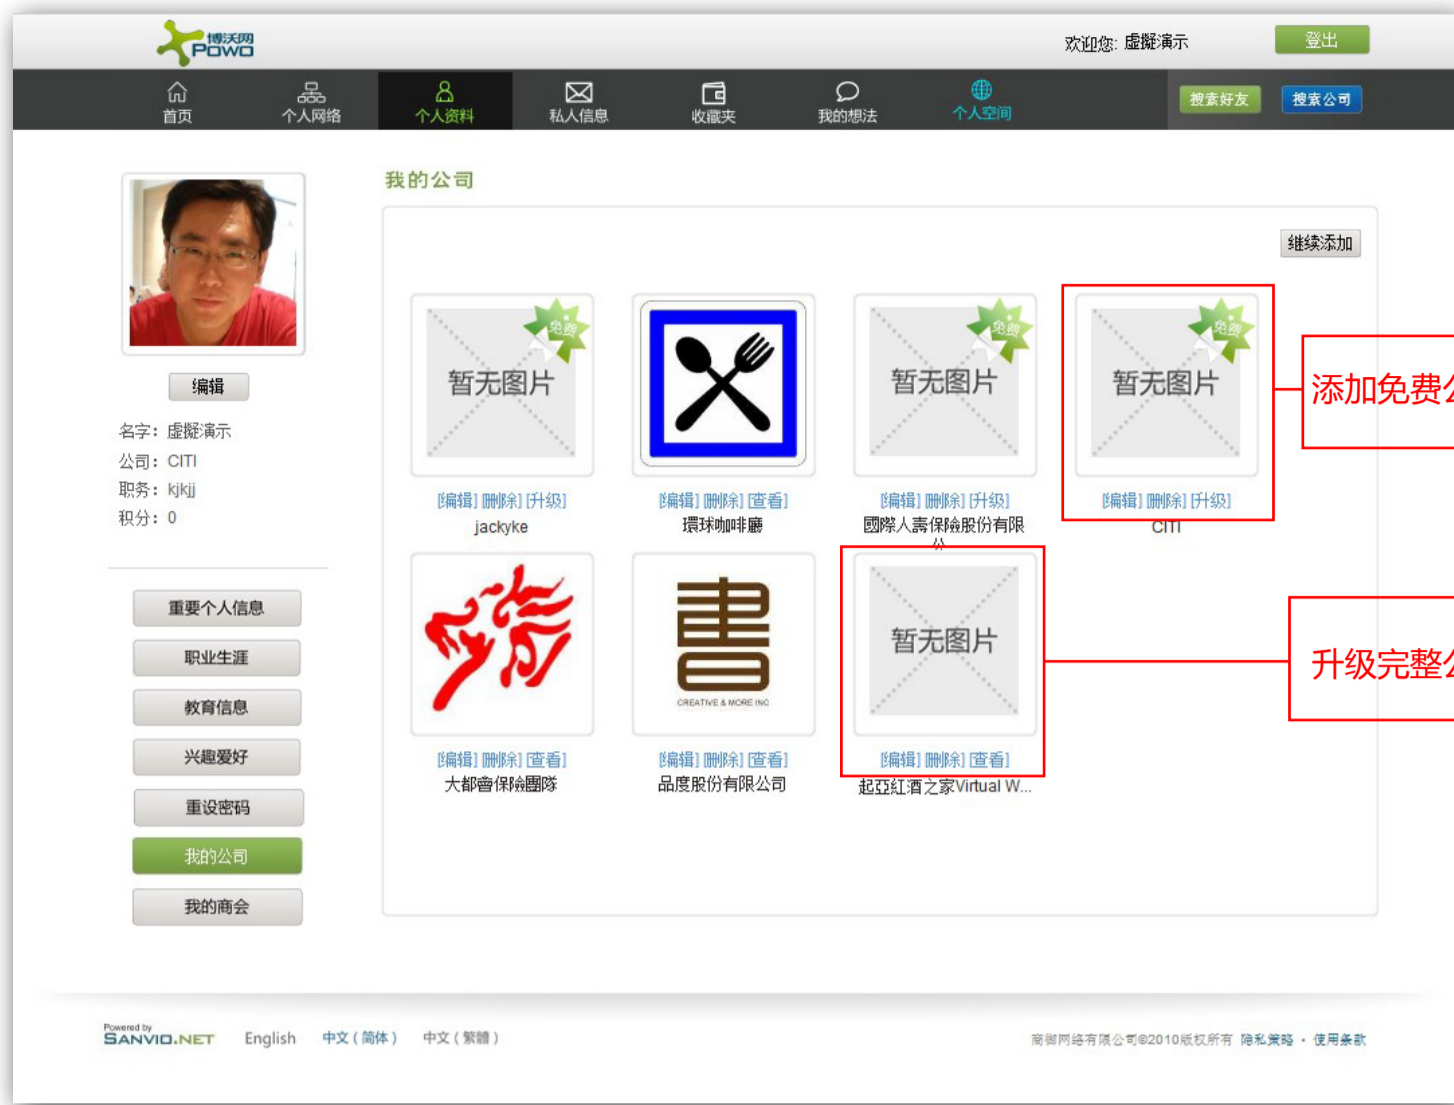 博沃网
POWO
欢迎您: 虚擬演示
登出
首页
个人网络
个人资料
私人信息
收藏夹
我的想法
个人空间
搜索好友
搜索公司
我的公司
继续添加
编辑
名字: 虚擬演示
公司: CITI
职务: kjkjj
积分: 0
暂无图片
免费
[编辑] [删除] [升级]
jackyke
[编辑] [删除] [查看]
環球咖啡廳
暂无图片
免费
[编辑] [删除] [升级]
國際人壽保險股份有限
暂无图片
免费
[编辑] [删除] [升级]
CITI
添加免费
[编辑] [删除] [查看]
大都會保險團隊
書
CREATIVE & MORE INC
[编辑] [删除] [查看]
品度股份有限公司
暂无图片
[编辑] [删除] [查看]
起亞紅酒之家Virtual W...
升级完整
重要个人信息
职业生涯
教育信息
兴趣爱好
重设密码
我的公司
我的商会
Powered by
SANVIO.NET
English
中文 ( 简体 )
中文 ( 繁體 )
商御网络有限公司©2010版权所有 隐私策略 · 使用条款